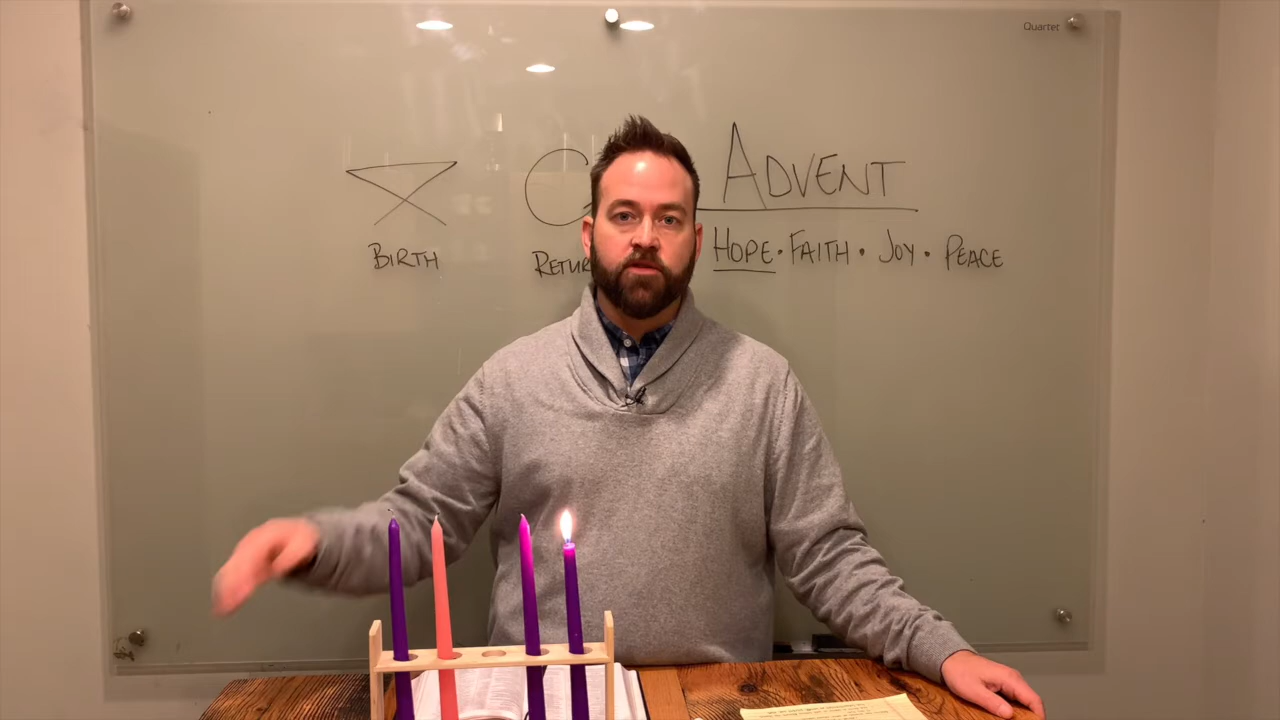 Quartet
ADVENT
BIRTH
HOPE • FAITH • JOY • PEACE